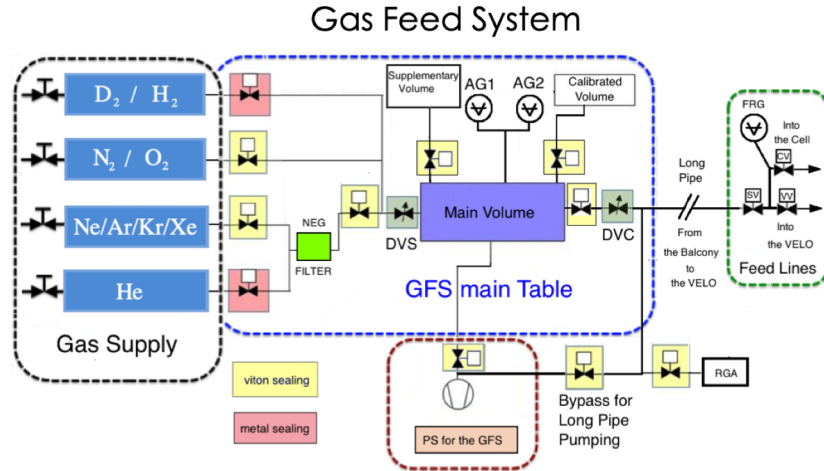 Gas Feed System
D₂ / H₂
N₂ / O₂
Ne/Ar/Kr/Xe
He
Gas Supply
Supplementary
Volume
AG1
AG2
Calibrated
Volume
NEG
FILTER
DVS
Main Volume
DVC
GFS main Table
Long
Pipe
From
the Balcony
to
the VELO
FRG
Into
the Cell
CV
SV
VV
Into
the VELO
Feed Lines
viton sealing
metal sealing
PS for the GFS
Bypass for
Long Pipe
Pumping
RGA